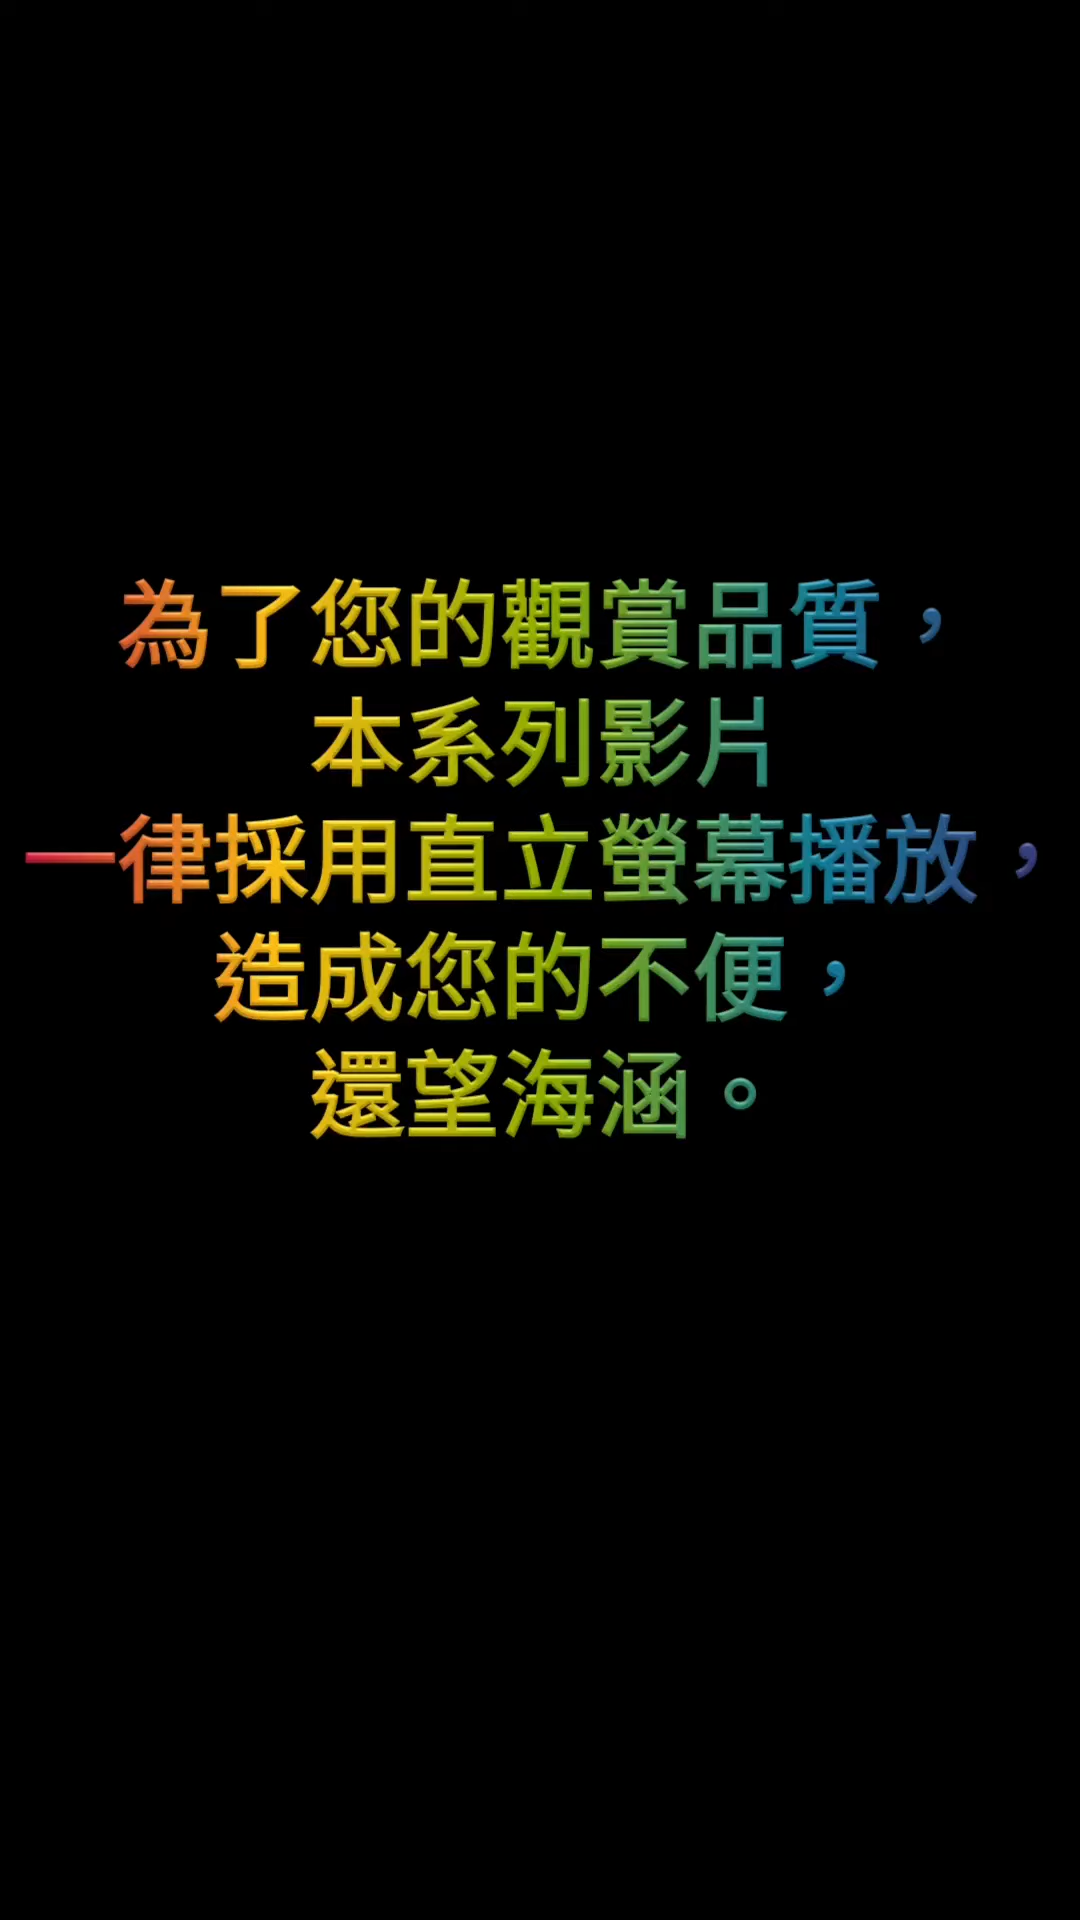 為了您的觀賞品質，
本系列影片
一律採用直立螢幕播放，
造成您的不便，
還望海涵。